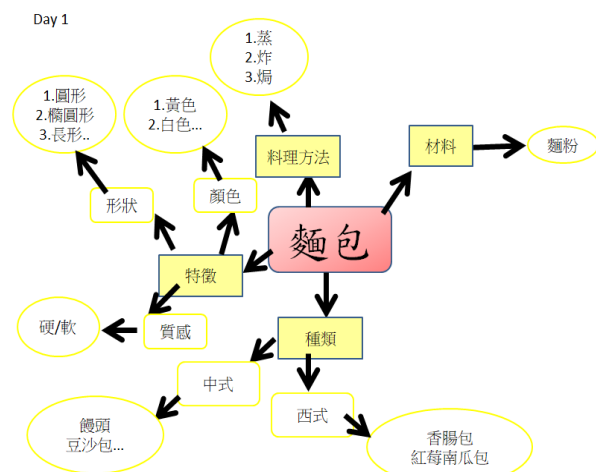 Day 1
1.蒸
2.炸
3.焗
1.圓形
2.橢圓形
3.長形..
1.黃色
2.白色…
料理方法
材料
麵粉
形狀
顏色
麵包
特徵
硬/軟
質感
種類
中式
西式
饅頭
豆沙包…
香腸包
紅莓南瓜包